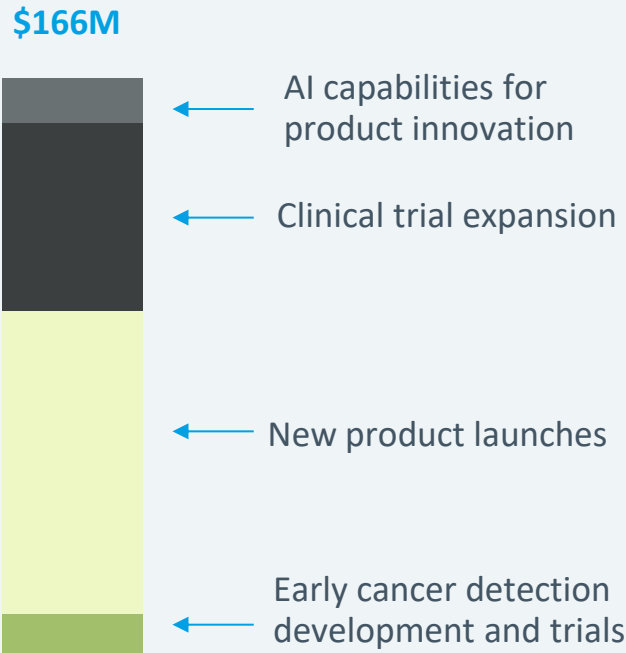 $166M
AI capabilities for
product innovation
Clinical trial expansion
New product launches
Early cancer detection
development and trials